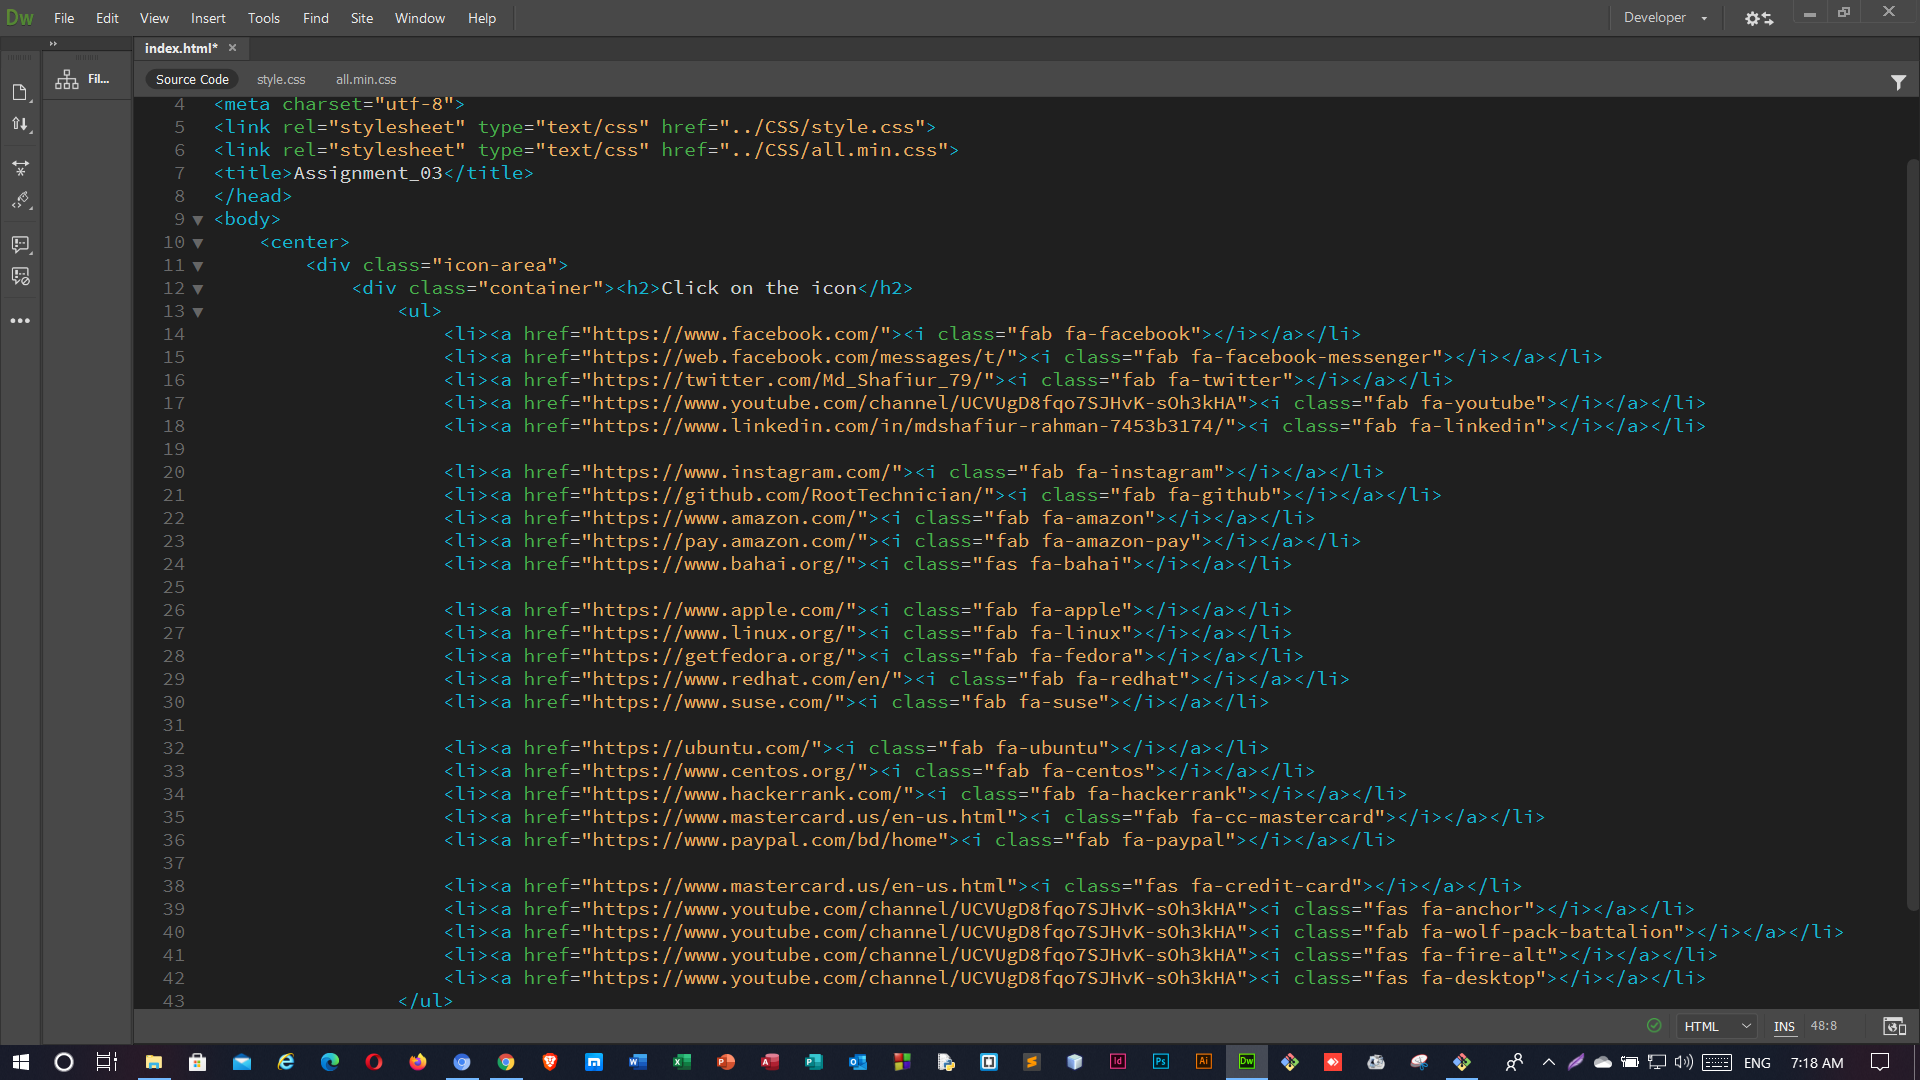 Dw File Edit View Insert Tools Find Site Window Help Developer
index.html*
Fil...
Source Code style.css all.min.css
4 <meta charset="utf-8">
5 <link rel="stylesheet" type="text/css" href="../CSS/style.css">
6 <link rel="stylesheet" type="text/css" href="../CSS/all.min.css">
7 <title>Assignment_03</title>
8 </head>
9 <body>
10 <center>
11 <div class="icon-area">
12 <div class="container"><h2>Click on the icon</h2>
13 <ul>
14 <li><a href="https://www.facebook.com/"><i class="fab fa-facebook"></i></a></li>
15 <li><a href="https://web.facebook.com/messages/t/"><i class="fab fa-facebook-messenger"></i></a></li>
16 <li><a href="https://twitter.com/Md_Shafiur_79/"><i class="fab fa-twitter"></i></a></li>
17 <li><a href="https://www.youtube.com/channel/UCVUgD8fqo7SJHvK-sOh3kHA"><i class="fab fa-youtube"></i></a></li>
18 <li><a href="https://www.linkedin.com/in/mdshafiur-rahman-7453b3174/"><i class="fab fa-linkedin"></i></a></li>
19
20 <li><a href="https://www.instagram.com/"><i class="fab fa-instagram"></i></a></li>
21 <li><a href="https://github.com/RootTechnician/"><i class="fab fa-github"></i></a></li>
22 <li><a href="https://www.amazon.com/"><i class="fab fa-amazon"></i></a></li>
23 <li><a href="https://pay.amazon.com/"><i class="fab fa-amazon-pay"></i></a></li>
24 <li><a href="https://www.bahai.org/"><i class="fas fa-bahai"></i></a></li>
25
26 <li><a href="https://www.apple.com/"><i class="fab fa-apple"></i></a></li>
27 <li><a href="https://www.linux.org/"><i class="fab fa-linux"></i></a></li>
28 <li><a href="https://getfedora.org/"><i class="fab fa-fedora"></i></a></li>
29 <li><a href="https://www.redhat.com/en/"><i class="fab fa-redhat"></i></a></li>
30 <li><a href="https://www.suse.com/"><i class="fab fa-suse"></i></a></li>
31
32 <li><a href="https://ubuntu.com/"><i class="fab fa-ubuntu"></i></a></li>
33 <li><a href="https://www.centos.org/"><i class="fab fa-centos"></i></a></li>
34 <li><a href="https://www.hackerrank.com/"><i class="fab fa-hackerrank"></i></a></li>
35 <li><a href="https://www.mastercard.us/en-us.html"><i class="fab fa-cc-mastercard"></i></a></li>
36 <li><a href="https://www.paypal.com/bd/home"><i class="fab fa-paypal"></i></a></li>
37
38 <li><a href="https://www.mastercard.us/en-us.html"><i class="fas fa-credit-card"></i></a></li>
39 <li><a href="https://www.youtube.com/channel/UCVUgD8fqo7SJHvK-sOh3kHA"><i class="fas fa-anchor"></i></a></li>
40 <li><a href="https://www.youtube.com/channel/UCVUgD8fqo7SJHvK-sOh3kHA"><i class="fab fa-wolf-pack-battalion"></i></a></li>
41 <li><a href="https://www.youtube.com/channel/UCVUgD8fqo7SJHvK-sOh3kHA"><i class="fas fa-fire-alt"></i></a></li>
42 <li><a href="https://www.youtube.com/channel/UCVUgD8fqo7SJHvK-sOh3kHA"><i class="fas fa-desktop"></i></a></li>
43 </ul>
HTML INS 48:8
ENG 7:18 AM